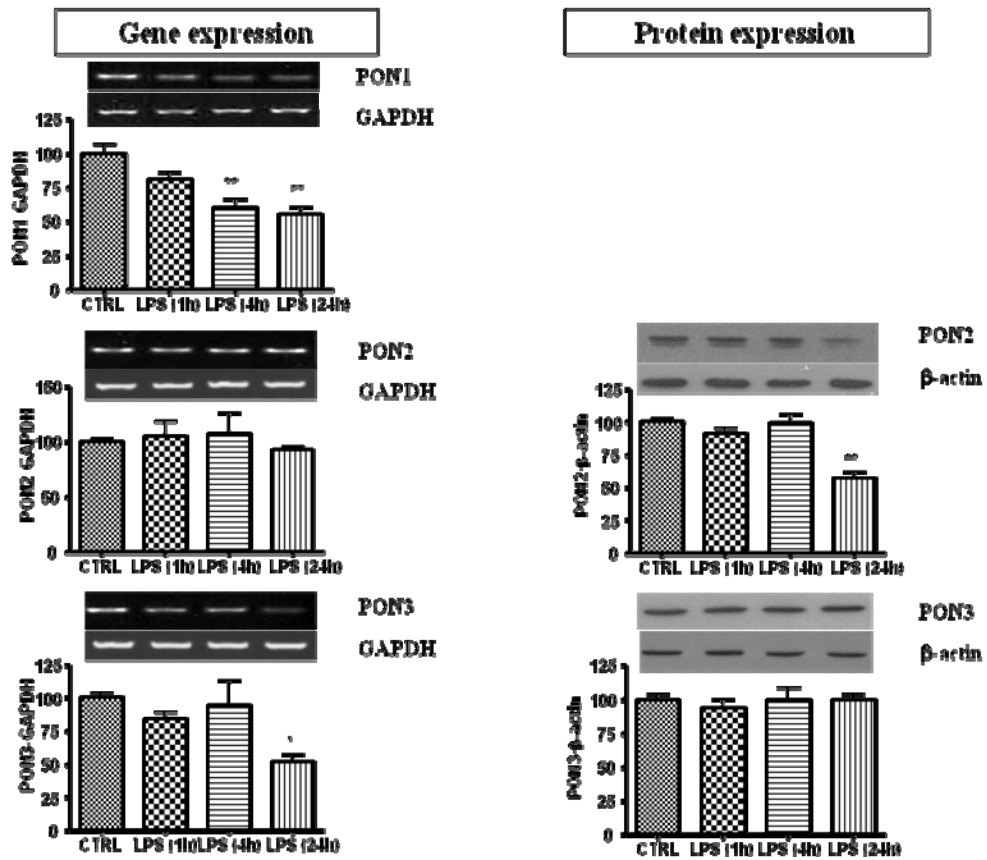 Gene expression
Protein expression
PON1
GAPDH
PON1 GAPDH
125
100
75
50
25
0
**
**
CTRL LPS (1h) LPS (4h) LPS (24h)
PON2
GAPDH
PON2 GAPDH
150
100
50
0
CTRL LPS (1h) LPS (4h) LPS (24h)
PON2
β-actin
PON2-β-actin
125
100
75
50
25
0
**
CTRL LPS (1h) LPS (4h) LPS (24h)
PON3
GAPDH
PON3-GAPDH
125
100
75
50
25
0
*
CTRL LPS (1h) LPS (4h) LPS (24h)
PON3
β-actin
PON3-β-actin
125
100
75
50
25
0
CTRL LPS (1h) LPS (4h) LPS (24h)